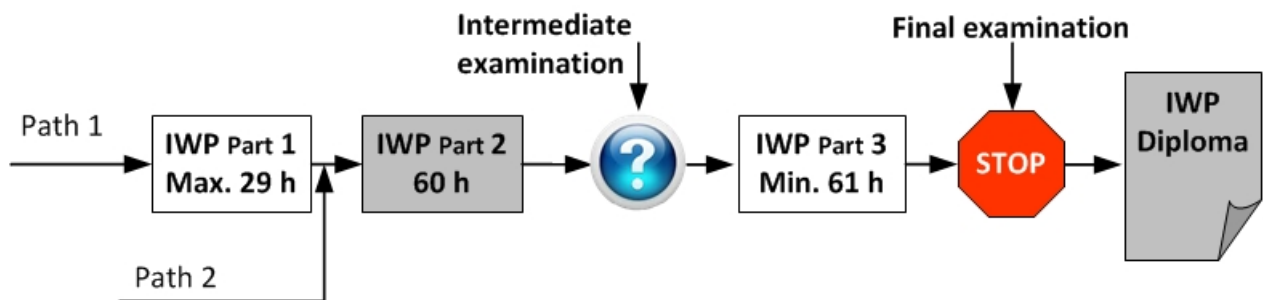 Intermediate
examination
Final examination
Path 1
IWP Part 1
Max. 29 h
IWP Part 2
60 h
?
IWP Part 3
Min. 61 h
STOP
IWP
Diploma
Path 2